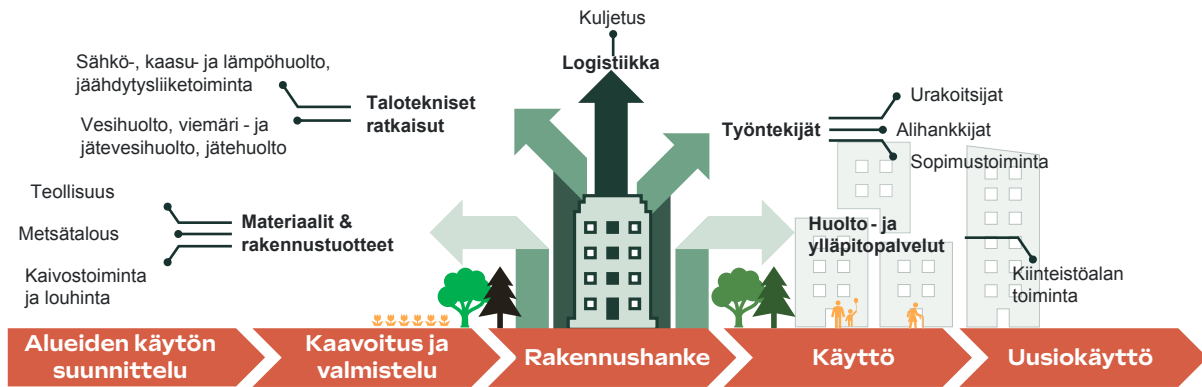 Kuljetus
Logistiikka
Sähkö-, kaasu- ja lämpöhuolto,
jäähdytysliiketoiminta
Talotekniset
ratkaisut
Vesihuolto, viemäri - ja
jätevesihuolto, jätehuolto
Urakoitsijat
Työntekijät
Alihankkijat
Sopimustoiminta
Teollisuus
Metsätalous
Materiaalit &
rakennustuotteet
Kaivostoiminta
ja louhinta
Huolto - ja
ylläpitopalvelut
Kiinteistöalan
toiminta
Alueiden käytön
suunnittelu
Kaavoitus ja
valmistelu
Rakennushanke
Käyttö
Uusiokäyttö